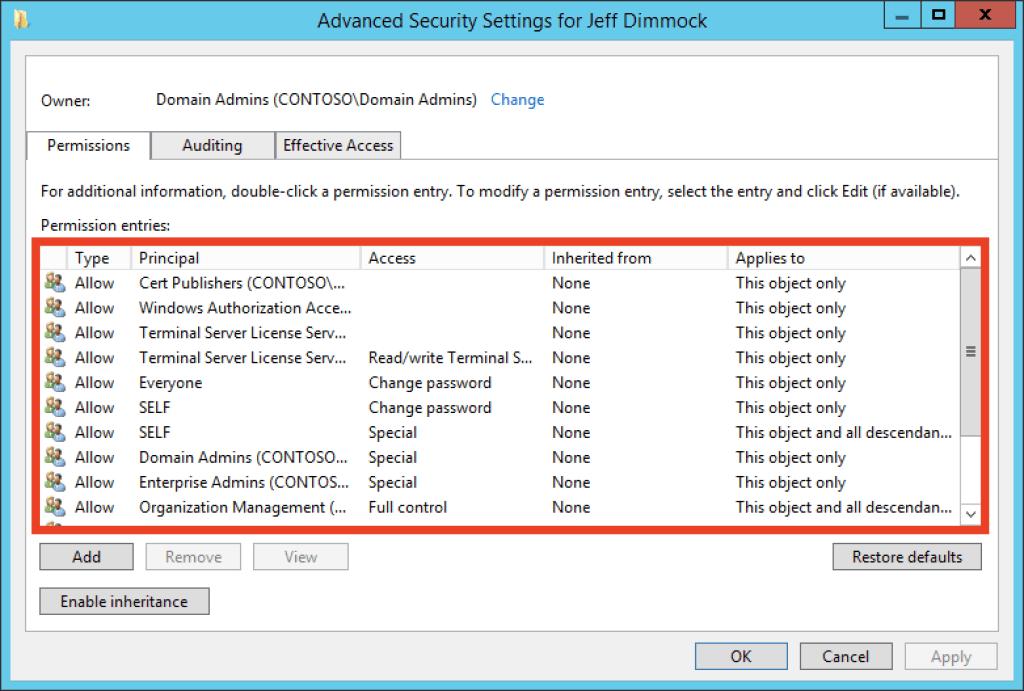 Advanced Security Settings for Jeff Dimmock
Owner: Domain Admins (CONTOSO\Domain Admins) Change
Permissions Auditing Effective Access
For additional information, double-click a permission entry. To modify a permission entry, select the entry and click Edit (if available).
Permission entries:
Type Principal Access Inherited from Applies to
Allow Cert Publishers (CONTOSO\... None This object only
Allow Windows Authorization Acce... None This object only
Allow Terminal Server License Serv... None This object only
Allow Terminal Server License Serv... Read/write Terminal S... None This object only
Allow Everyone Change password None This object only
Allow SELF Change password None This object only
Allow SELF Special None This object and all descendan...
Allow Domain Admins (CONTOSO... Special None This object only
Allow Enterprise Admins (CONTOS... Special None This object only
Allow Organization Management (... Full control None This object and all descendan...
Add Remove View Restore defaults
Enable inheritance
OK Cancel Apply